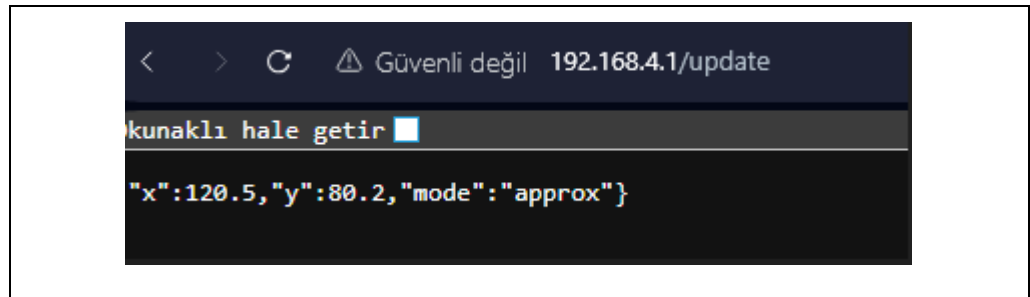 Güvenli değil 192.168.4.1/update
kunaklı hale getir
"x":120.5,"y":80.2,"mode":"approx"}